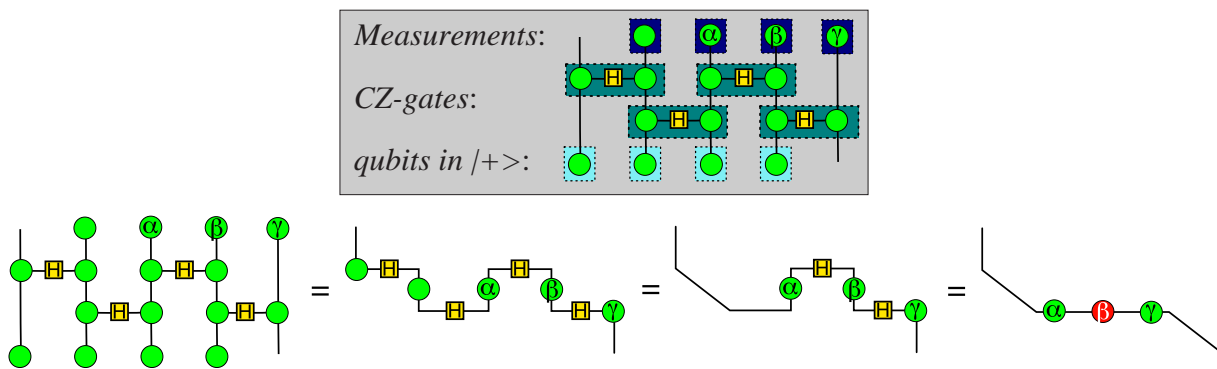 Measurements: α β γ
H H
CZ-gates:
H H
qubits in |+>:
α β γ
H H H H
H H = H α H β H H γ = α H β H γ = α β γ